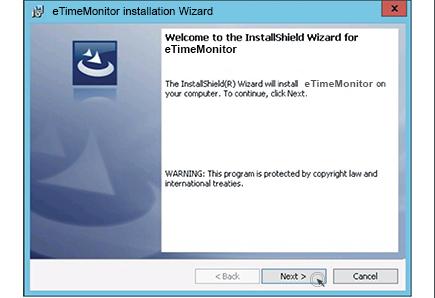 eTimeMonitor installation Wizard
x
Welcome to the InstallShield Wizard for
eTimeMonitor
The InstallShield(R) Wizard will install eTimeMonitor on
your computer. To continue, click Next.
WARNING: This program is protected by copyright law and
international treaties.
< Back Next > Cancel